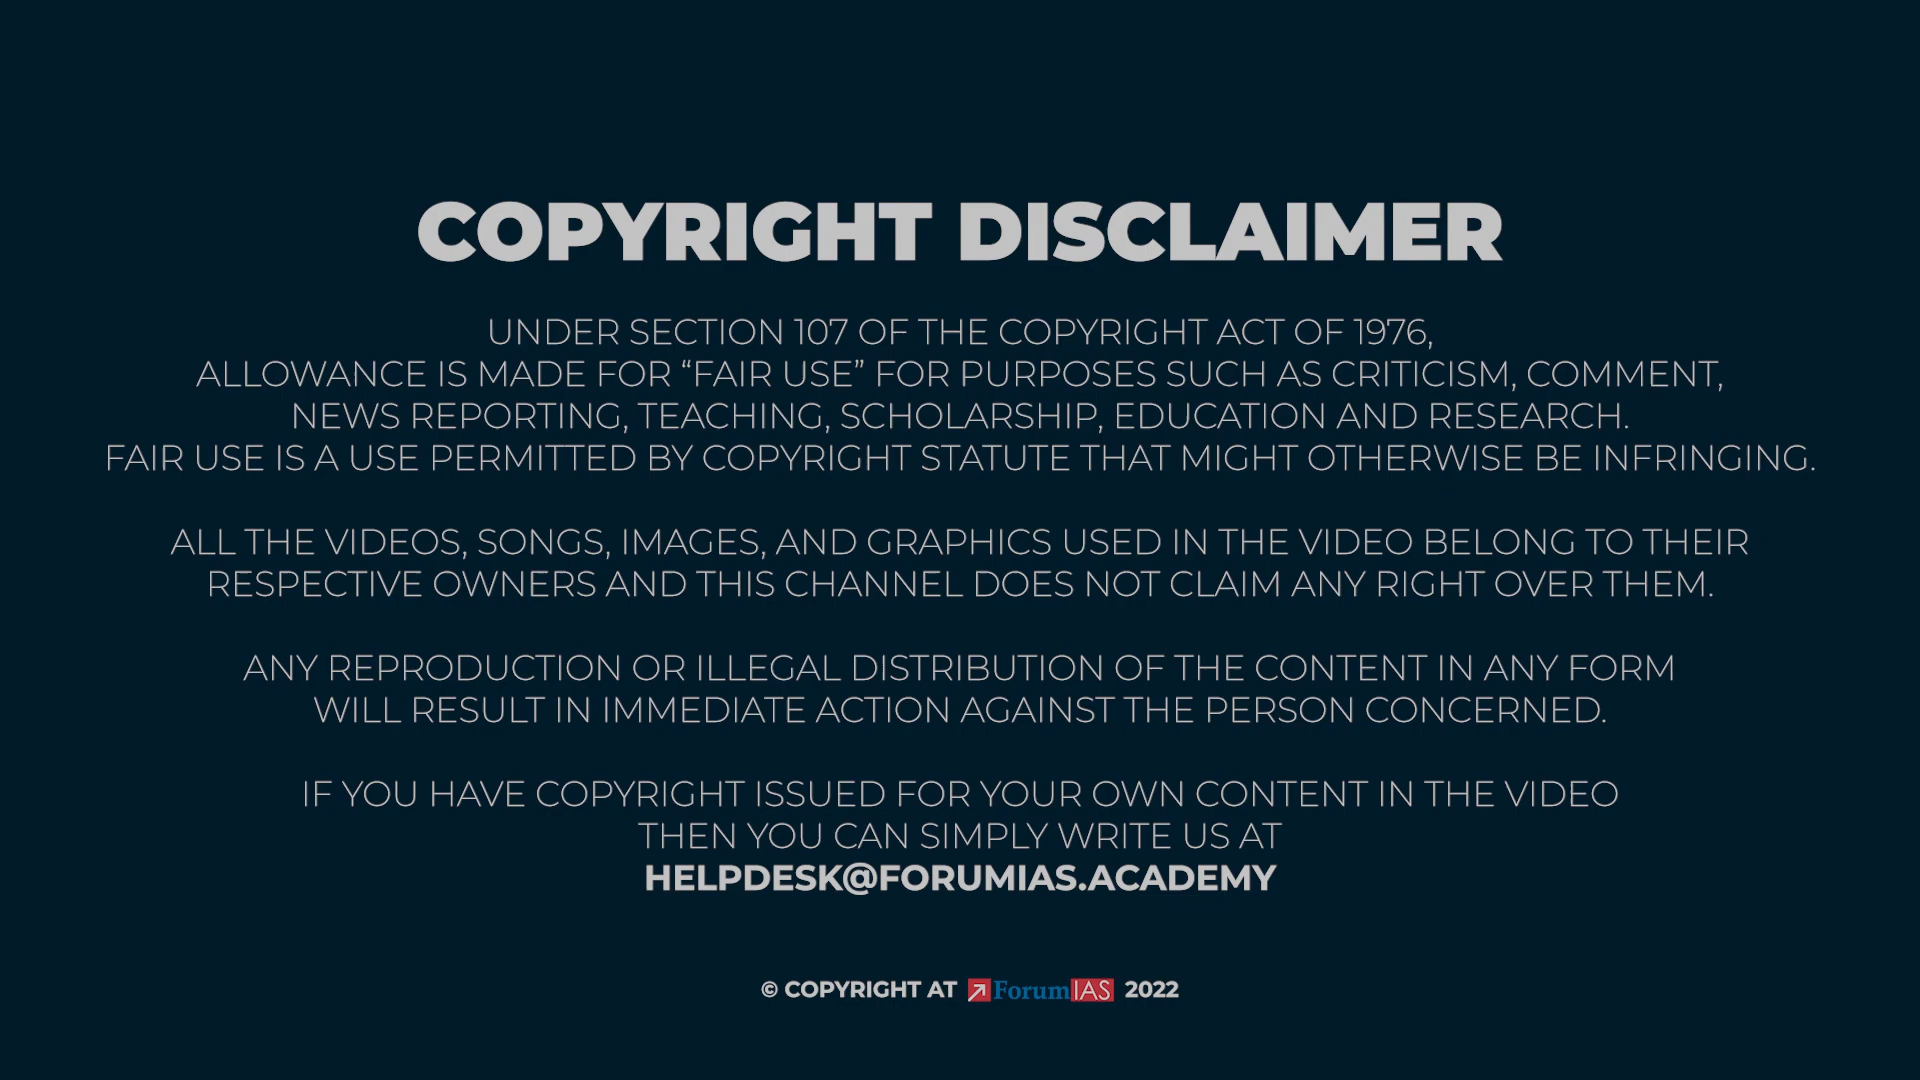 COPYRIGHT DISCLAIMER
UNDER SECTION 107 OF THE COPYRIGHT ACT OF 1976,
ALLOWANCE IS MADE FOR “FAIR USE” FOR PURPOSES SUCH AS CRITICISM, COMMENT,
NEWS REPORTING, TEACHING, SCHOLARSHIP, EDUCATION AND RESEARCH.
FAIR USE IS A USE PERMITTED BY COPYRIGHT STATUTE THAT MIGHT OTHERWISE BE INFRINGING.
ALL THE VIDEOS, SONGS, IMAGES, AND GRAPHICS USED IN THE VIDEO BELONG TO THEIR
RESPECTIVE OWNERS AND THIS CHANNEL DOES NOT CLAIM ANY RIGHT OVER THEM.
ANY REPRODUCTION OR ILLEGAL DISTRIBUTION OF THE CONTENT IN ANY FORM
WILL RESULT IN IMMEDIATE ACTION AGAINST THE PERSON CONCERNED.
IF YOU HAVE COPYRIGHT ISSUED FOR YOUR OWN CONTENT IN THE VIDEO
THEN YOU CAN SIMPLY WRITE US AT
HELPDESK@FORUMIAS.ACADEMY
© COPYRIGHT AT ForumIAS 2022